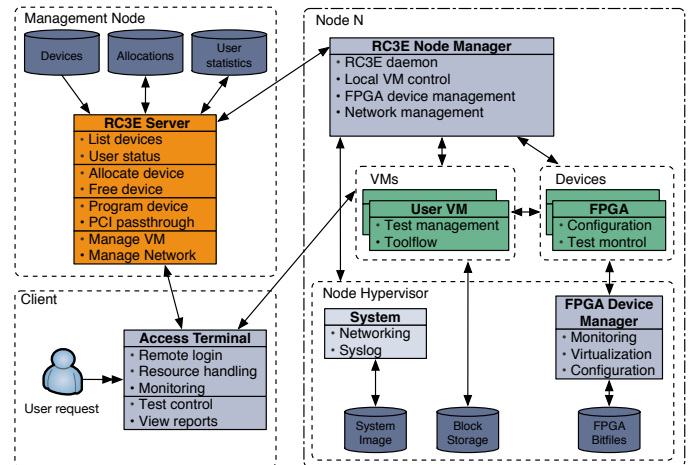 Management Node
Devices
Allocations
User
statistics
RC3E Server
• List devices
• User status
• Allocate device
• Free device
• Program device
• PCI passthrough
• Manage VM
• Manage Network
Client
Access Terminal
• Remote login
• Resource handling
• Monitoring
• Test control
• View reports
User request
Node N
RC3E Node Manager
• RC3E daemon
• Local VM control
• FPGA device management
• Network management
VMs
User VM
• Test management
• Toolflow
Devices
FPGA
• Configuration
• Test montrol
Node Hypervisor
System
• Networking
• Syslog
FPGA Device
Manager
• Monitoring
• Virtualization
• Configuration
System
Image
Block
Storage
FPGA
Bitfiles